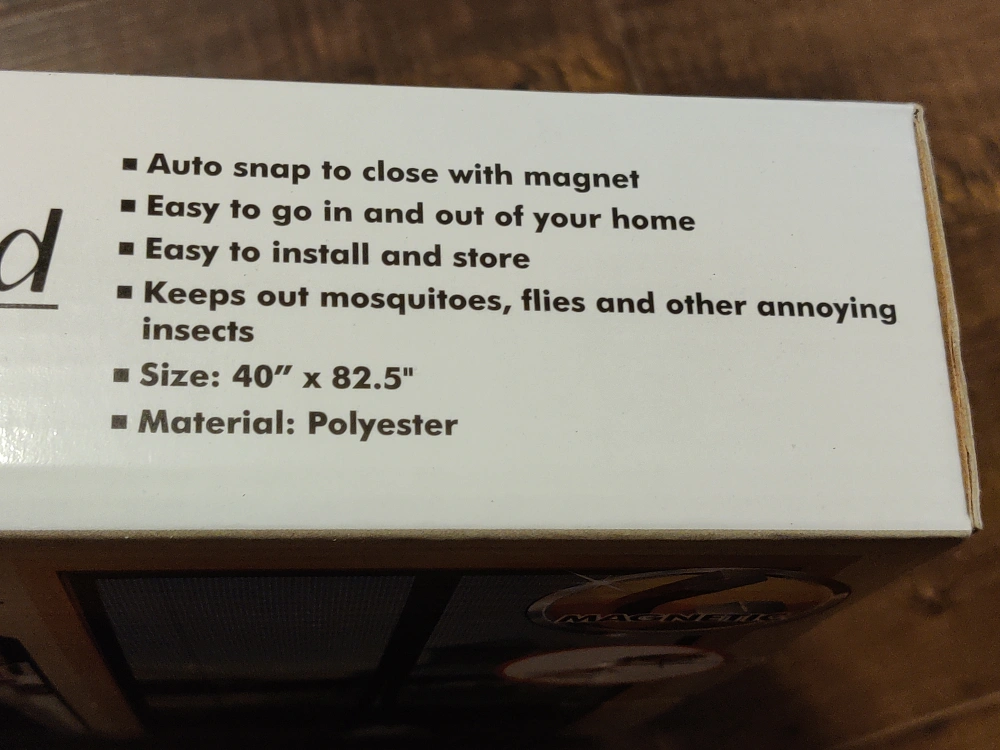 d
■ Auto snap to close with magnet
■ Easy to go in and out of your home
■ Easy to install and store
■ Keeps out mosquitoes, flies and other annoying
insects
■ Size: 40” x 82.5"
■ Material: Polyester
MAGNETIC